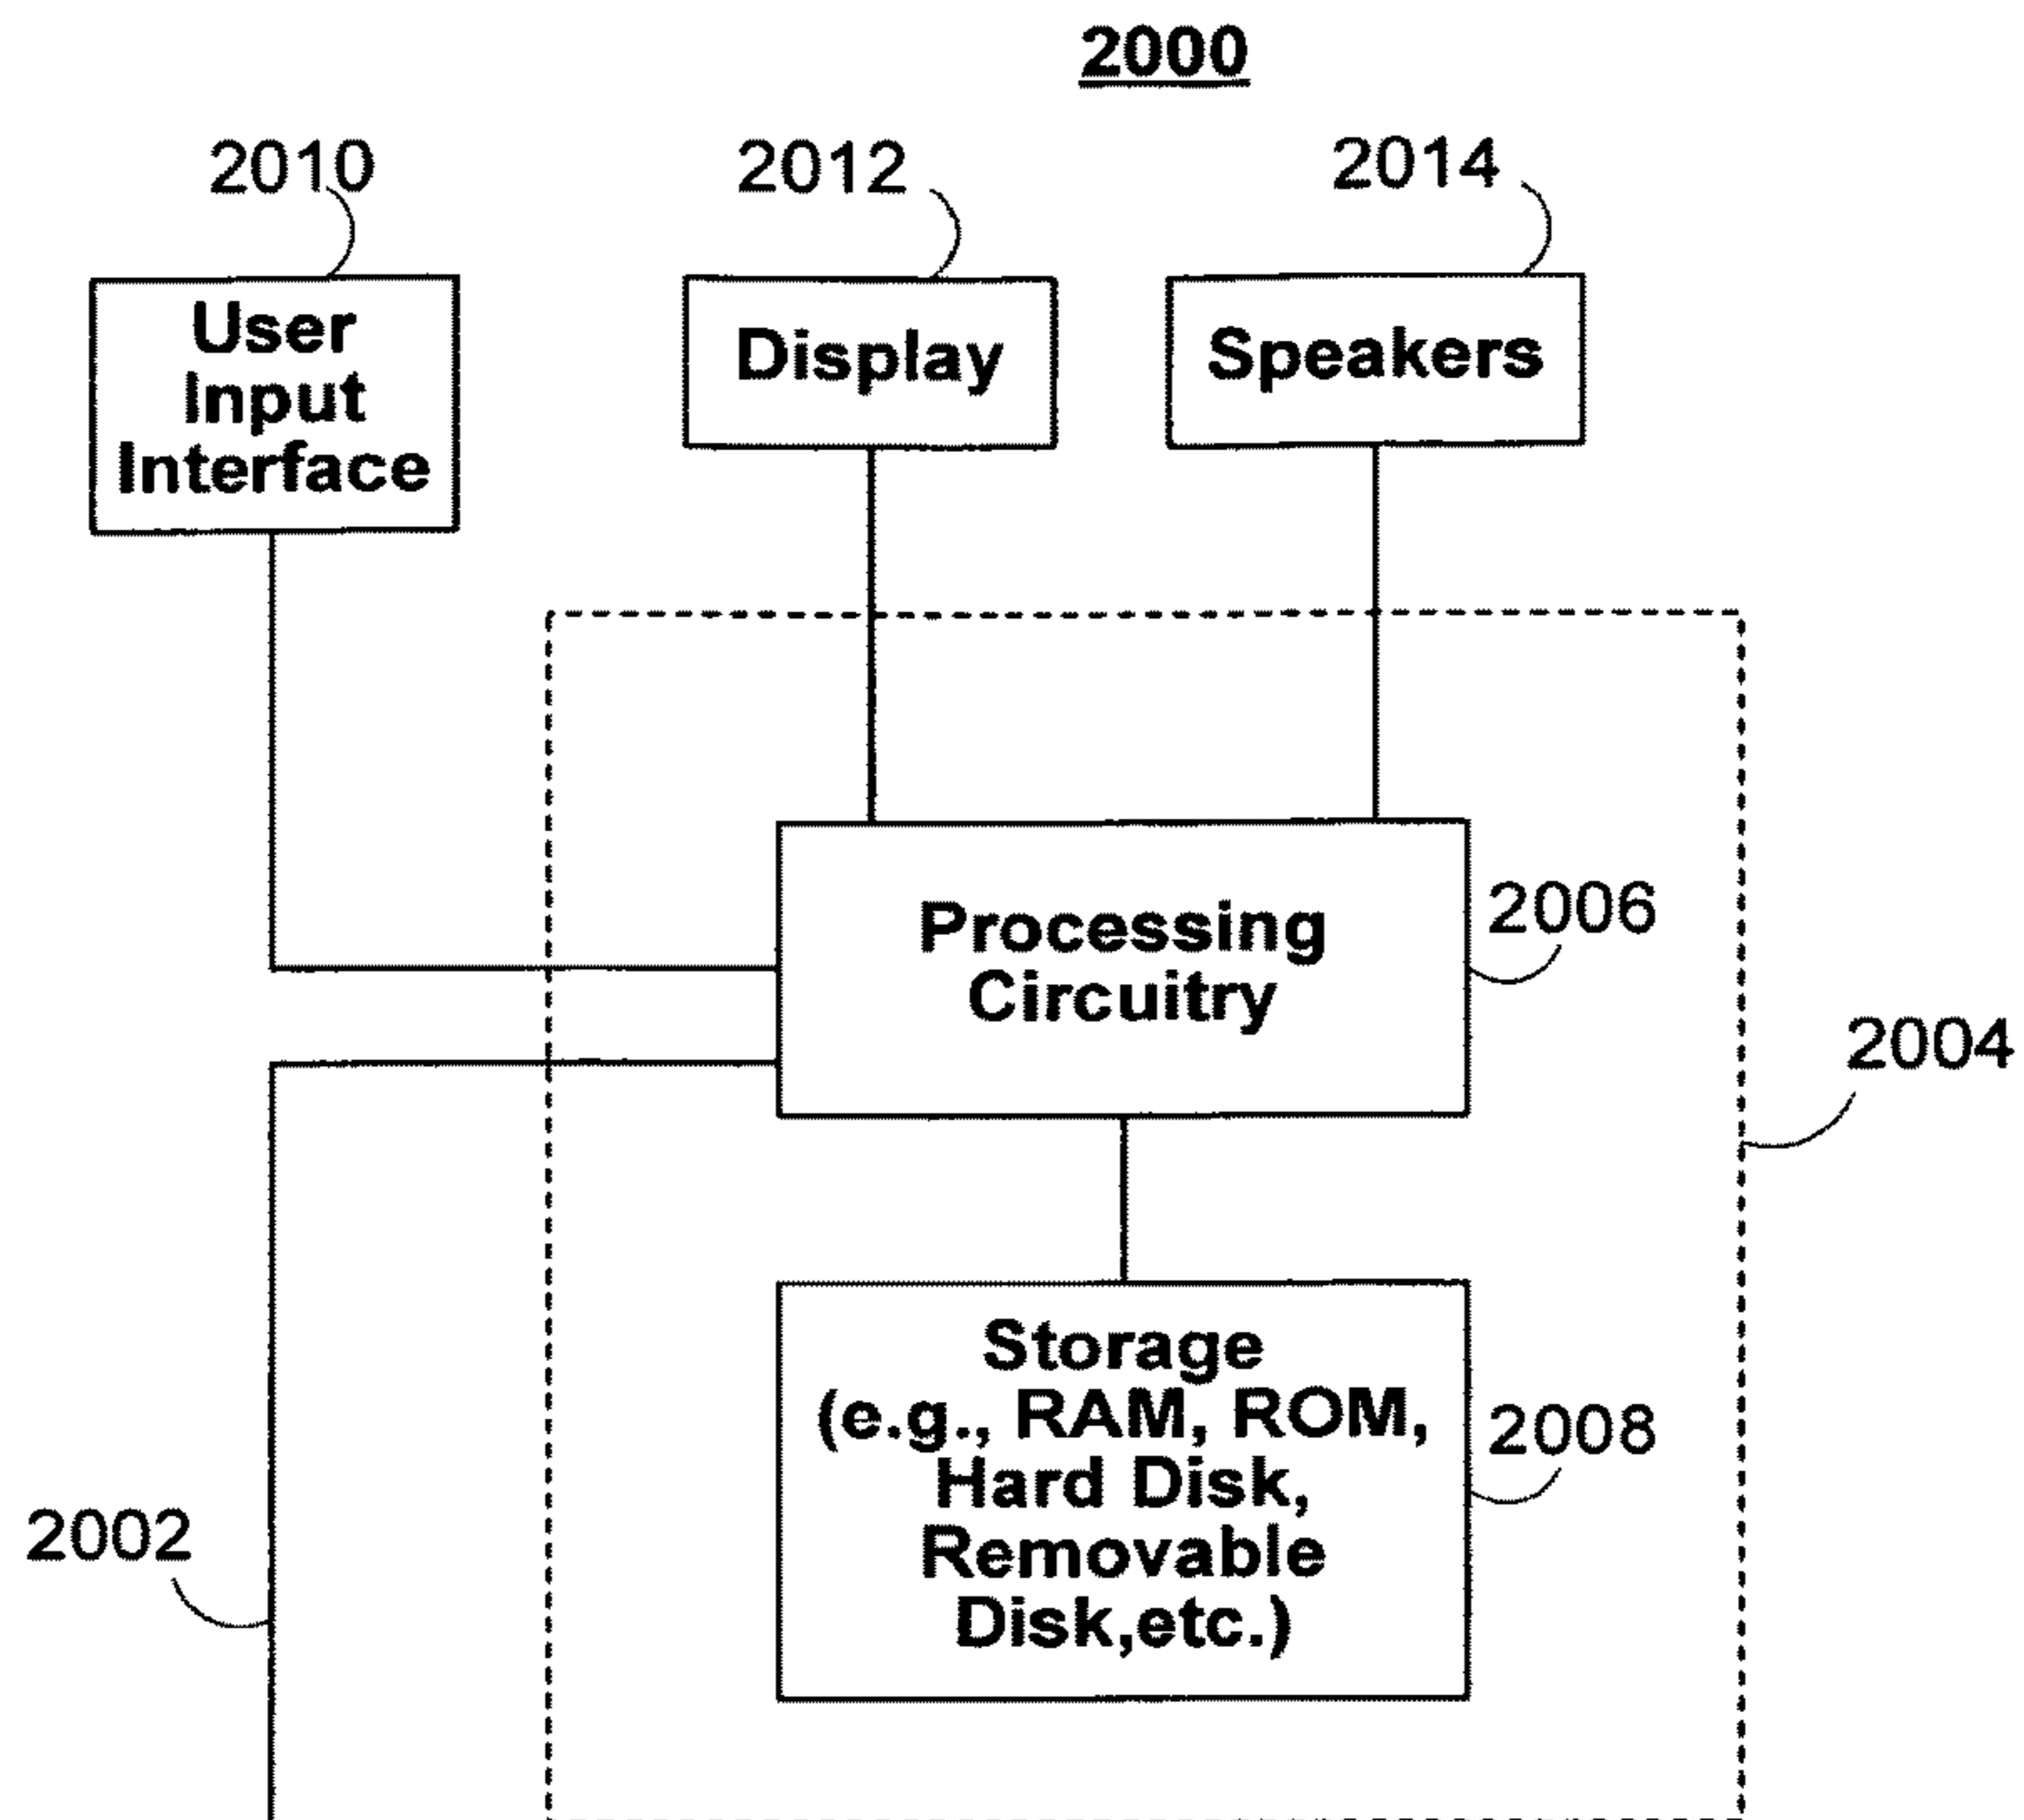 2000
2010
2012
2014
User
Input
Interface
Display
Speakers
Processing
Circuitry
2006
2004
Storage
(e.g., RAM, ROM,
Hard Disk,
Removable
Disk,etc.)
2008
2002